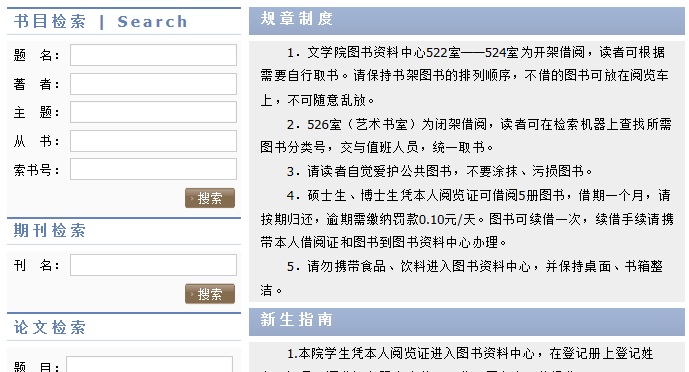 书目检索 | Search
题 名：
著 者：
主 题：
从 书：
索书号：
搜索
期刊检索
刊 名：
搜索
论文检索
题 目：
规章制度
1．文学院图书资料中心522室——524室为开架借阅，读者可根据
需要自行取书。请保持书架图书的排列顺序，不借的图书可放在阅览车
上，不可随意乱放。
2．526室（艺术书室）为闭架借阅，读者可在检索机器上查找所需
图书分类号，交与值班人员，统一取书。
3．请读者自觉爱护公共图书，不要涂抹、污损图书。
4．硕士生、博士生凭本人阅览证可借阅5册图书，借期一个月，请
按期归还，逾期需缴纳罚款0.10元/天。图书可续借一次，续借手续请携
带本人借阅证和图书到图书资料中心办理。
5．请勿携带食品、饮料进入图书资料中心，并保持桌面、书箱整
洁。
新生指南
1.本院学生凭本人阅览证进入图书资料中心，在登记册上登记姓